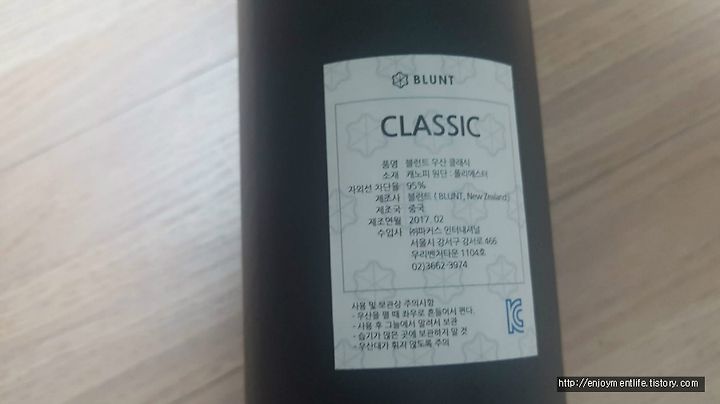 BLUNT
CLASSIC
품명 블런트 우산 클래식
소재 캐노피 원단 : 폴리에스터
자외선 차단율 95%
제조사 블런트 ( BLUNT, New Zealand)
제조국 중국
제조연월 2017. 02
수입사 ㈜파커스 인터내셔널
서울시 강서구 강서로 466
우리벤처타운 1104호
02)3662-3974
사용 및 보관상 주의사항
- 우산을 펼 때 좌우로 흔들어서 편다.
- 사용 후 그늘에서 말려서 보관
- 습기가 많은 곳에 보관하지 말 것
- 우산대가 휘지 않도록 주의
http://enjoymentlife.tistory.com